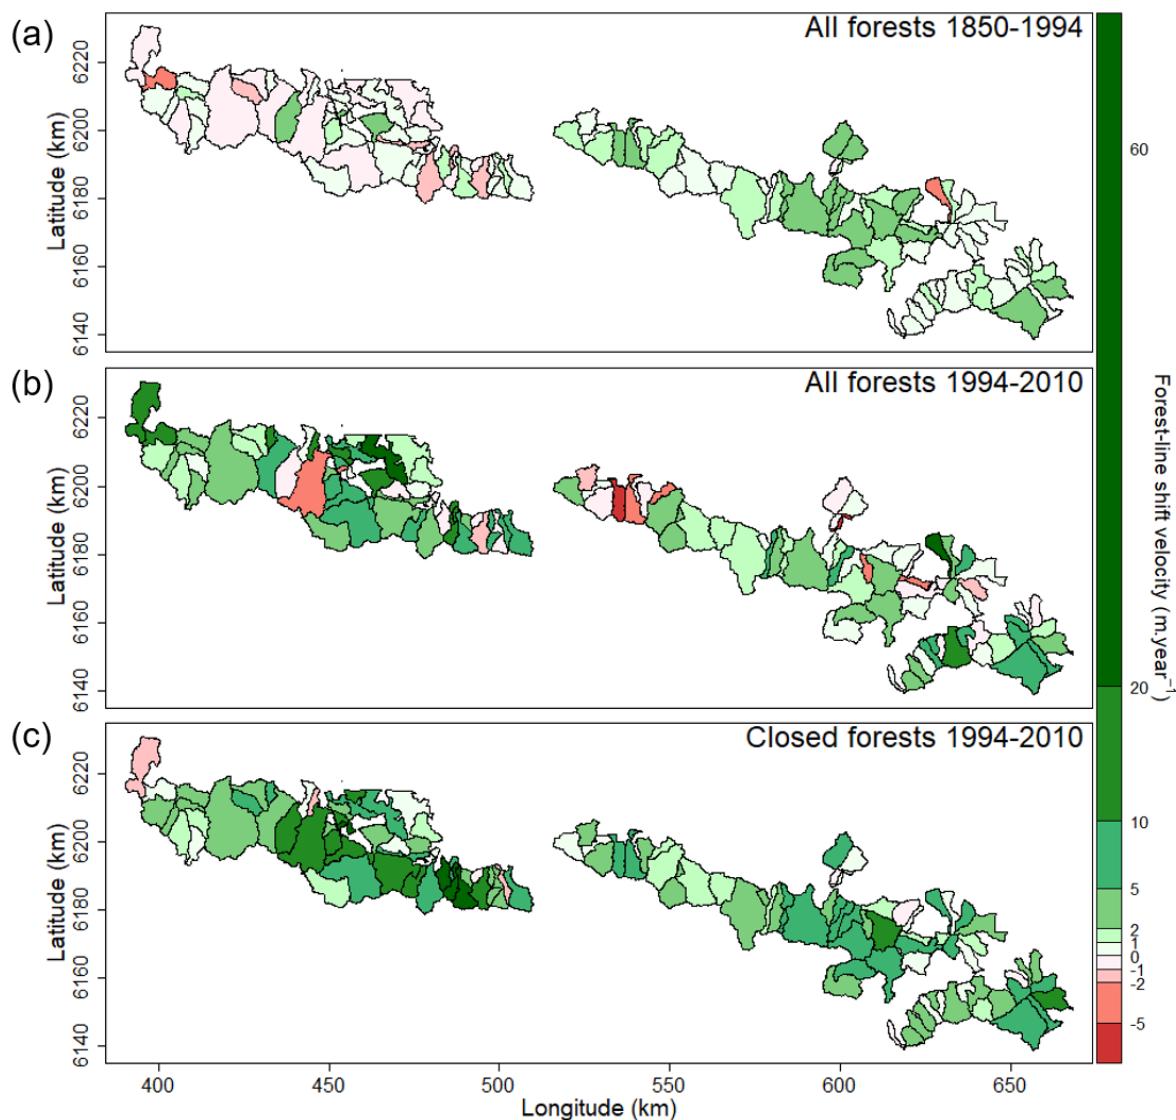 (a)
All forests 1850-1994
Latitude (km)
6220
6200
6180
6160
6140
(b)
All forests 1994-2010
Latitude (km)
6220
6200
6180
6160
6140
(c)
Closed forests 1994-2010
Latitude (km)
6220
6200
6180
6160
6140
400
450
500
550
600
650
Longitude (km)
60
20
10
5
2
1
0
-1
-2
-5
Forest-line shift velocity (m.year⁻¹)